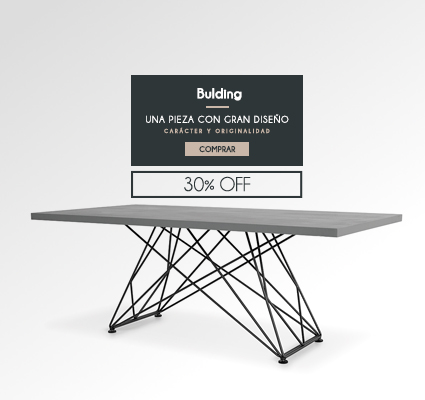 Bulding
UNA PIEZA CON GRAN DISEÑO
CARÁCTER Y ORIGINALIDAD
COMPRAR
30% OFF